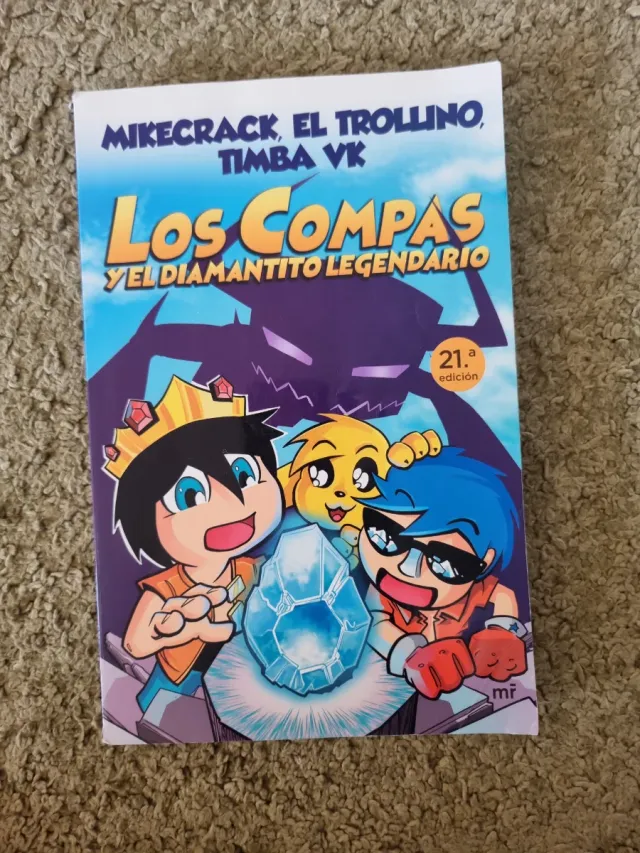 MIKECRACK, EL TROLLINO,
TIMBA VK
LOS COMPAS
Y EL DIAMANTITO LEGENDARIO
21.ª
edición
mr̄